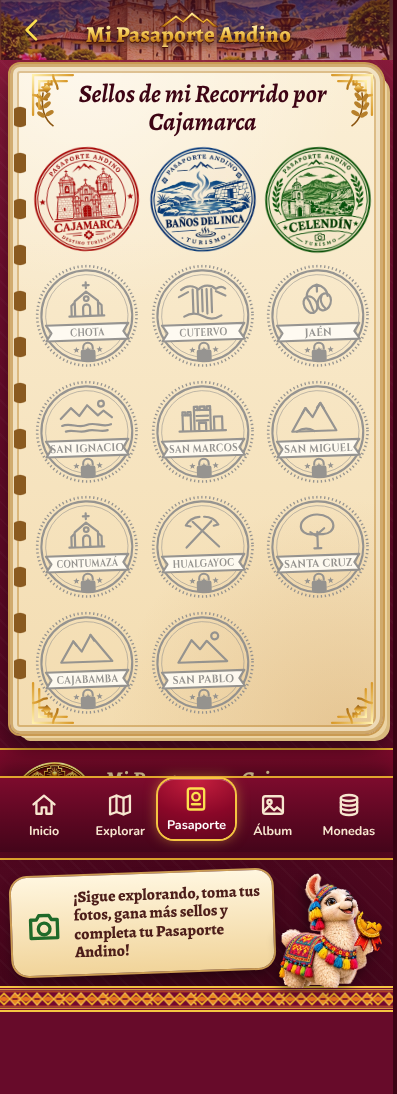 Mi Pasaporte Andino
Sellos de mi Recorrido por
Cajamarca
PASAPORTE ANDINO
CAJAMARCA
DESTINO TURÍSTICO
PASAPORTE ANDINO
BAÑOS DEL INCA
TURISMO
PASAPORTE ANDINO
CELENDÍN
TURISMO
CHOTA
CUTERVO
JAÉN
SAN IGNACIO
SAN MARCOS
SAN MIGUEL
CONTUMAZÁ
HUALGAYOC
SANTA CRUZ
CAJABAMBA
SAN PABLO
Inicio
Explorar
Pasaporte
Álbum
Monedas
¡Sigue explorando, toma tus
fotos, gana más sellos y
completa tu Pasaporte
Andino!